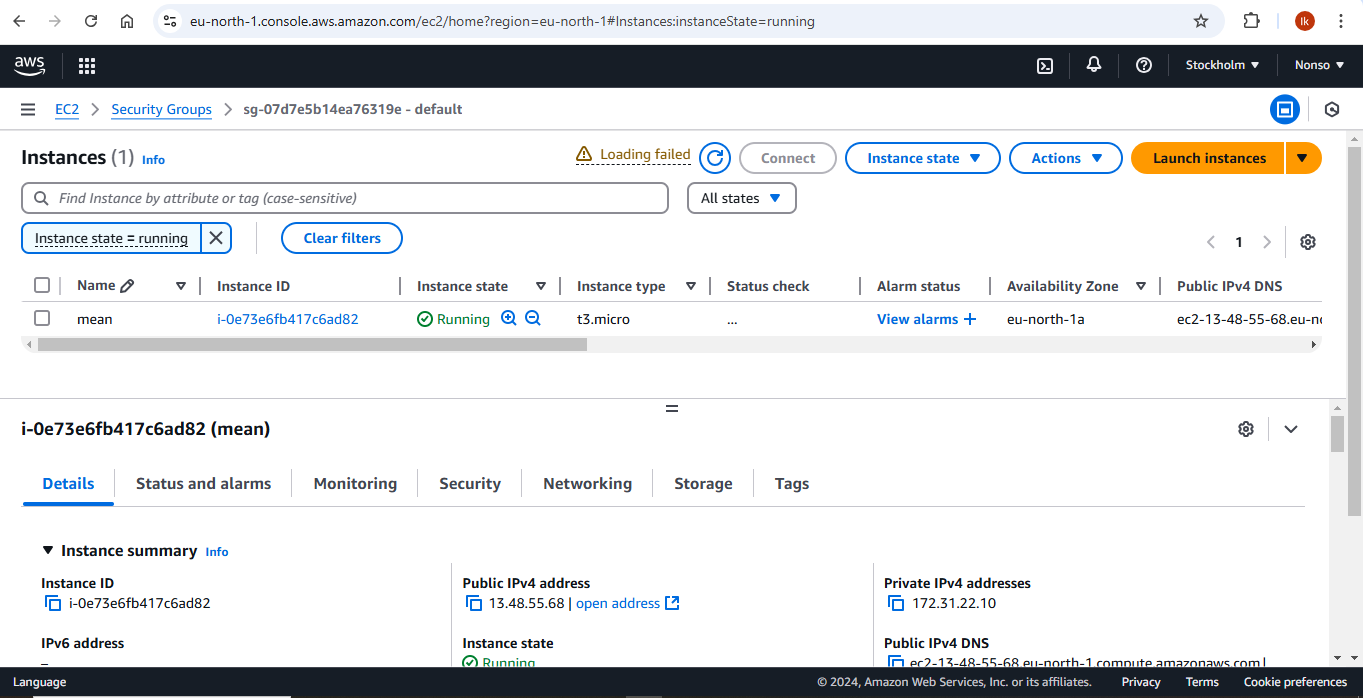 eu-north-1.console.aws.amazon.com/ec2/home?region=eu-north-1#Instances:instanceState=running
lk
aws
Stockholm
Nonso
EC2 > Security Groups > sg-07d7e5b14ea76319e - default
Instances (1) Info
Loading failed
Connect
Instance state
Actions
Launch instances
Find Instance by attribute or tag (case-sensitive)
All states
Instance state = running
Clear filters
1
Name Instance ID Instance state Instance type Status check Alarm status Availability Zone Public IPv4 DNS
mean i-0e73e6fb417c6ad82 Running t3.micro ... View alarms + eu-north-1a ec2-13-48-55-68.eu-n
i-0e73e6fb417c6ad82 (mean)
Details Status and alarms Monitoring Security Networking Storage Tags
Instance summary Info
Instance ID
i-0e73e6fb417c6ad82
Public IPv4 address
13.48.55.68 | open address
Private IPv4 addresses
172.31.22.10
IPv6 address
–
Instance state
Running
Public IPv4 DNS
ec2-13-48-55-68.eu-north-1.compute.amazonaws.com |
Language
© 2024, Amazon Web Services, Inc. or its affiliates.
Privacy
Terms
Cookie preferences